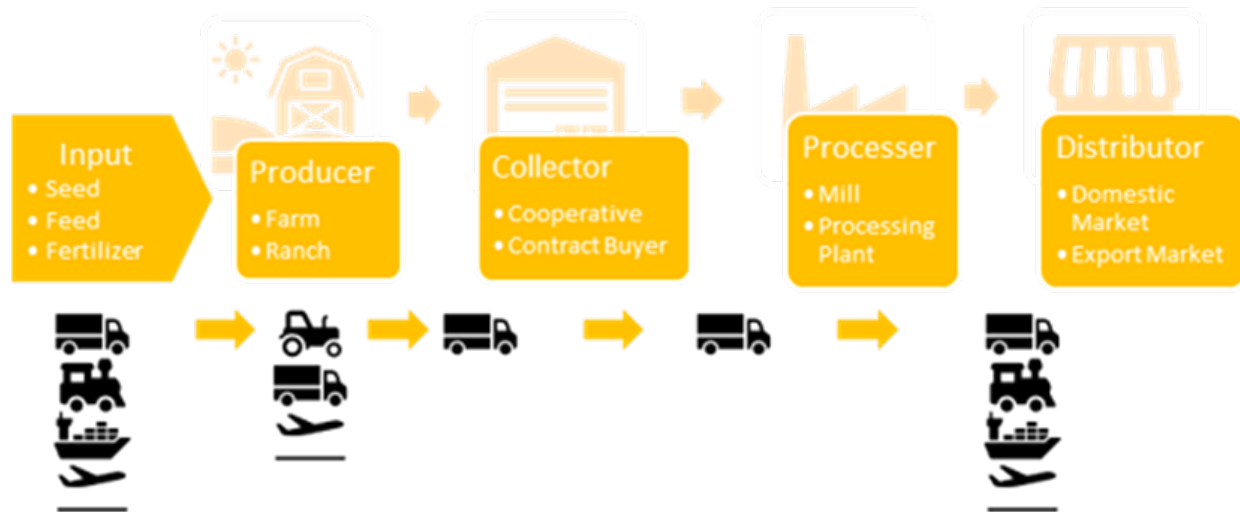 Input
• Seed
• Feed
• Fertilizer
Producer
• Farm
• Ranch
Collector
• Cooperative
• Contract Buyer
Processer
• Mill
• Processing
Plant
Distributor
• Domestic
Market
• Export Market